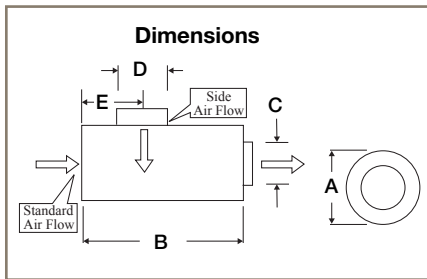 Dimensions
D
E
Side
Air Flow
C
A
Standard
Air Flow
B